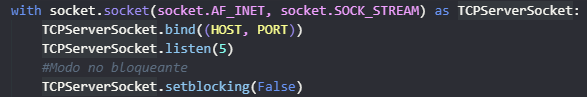 with socket.socket(socket.AF_INET, socket.SOCK_STREAM) as TCPServerSocket:
    TCPServerSocket.bind((HOST, PORT))
    TCPServerSocket.listen(5)
    #Modo no bloqueante
    TCPServerSocket.setblocking(False)